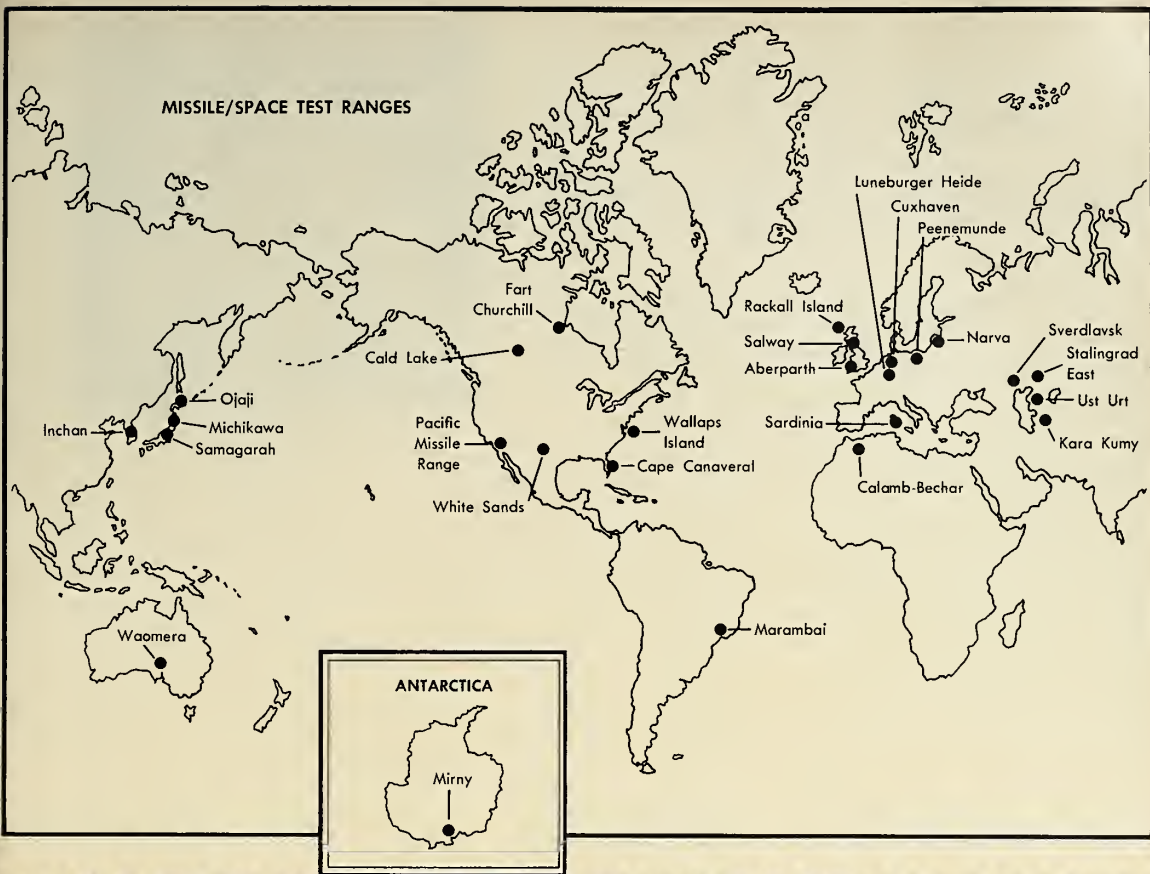 MISSILE/SPACE TEST RANGES
Luneburger Heide
Cuxhaven
Peenemunde
Fart
Churchill
Cald Lake
Rackall Island
Salway
Aberparth
Narva
Sverdlavsk
Stalingrad
East
Ust Urt
Kara Kumy
Ojaji
Michikawa
Inchan
Samagarah
Pacific
Missile
Range
White Sands
Wallaps
Island
Cape Canaveral
Sardinia
Calamb-Bechar
Marambai
Waomera
ANTARCTICA
Mirny